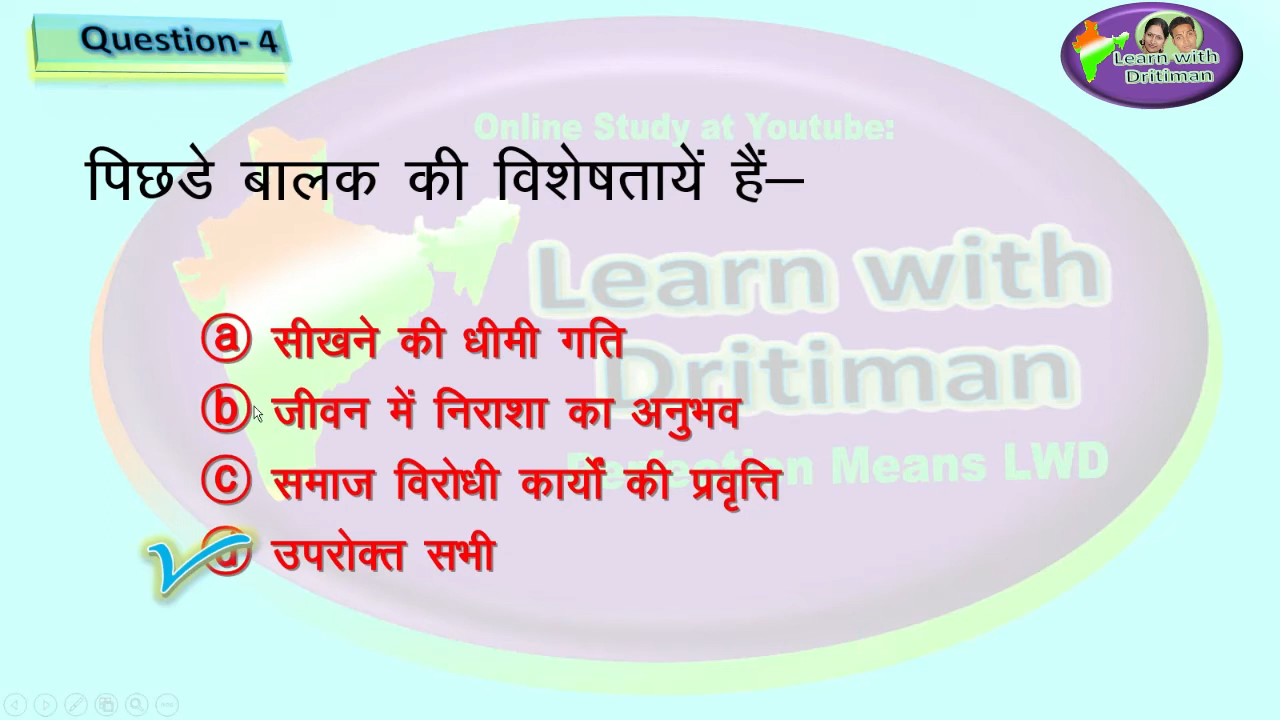 Question- 4
Learn with
Dritiman
Online Study at Youtube:
पिछडे बालक की विशेषतायें हैं–
Learn with
Dritiman
Perfection Means LWD
ⓐ सीखने की धीमी गति
ⓑ जीवन में निराशा का अनुभव
ⓒ समाज विरोधी कार्यों की प्रवृत्ति
ⓓ उपरोक्त सभी